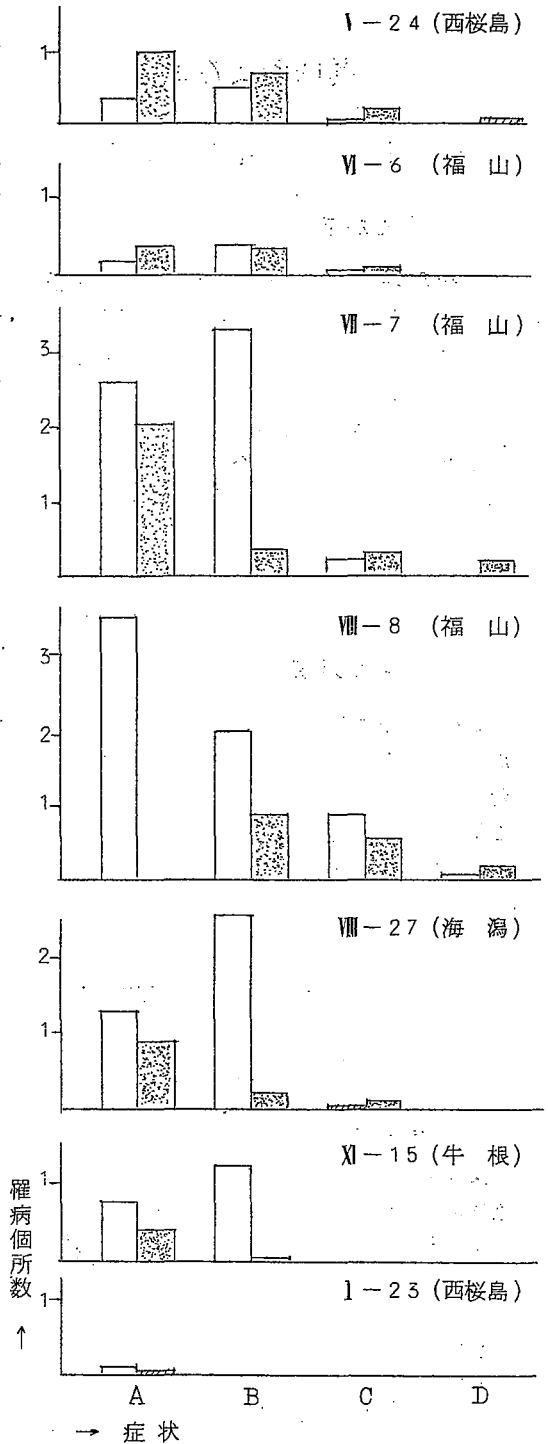 Ⅴ－24(西桜島)
1
Ⅵ－6 (福 山)
1
Ⅶ－7 (福 山)
3
2
1
Ⅷ－8 (福 山)
3
2
1
Ⅷ－27(海 潟)
2
1
Ⅺ－15(牛 根)
1
Ⅰ－23(西桜島)
1
A B C D
罹病個所数 →
→ 症 状